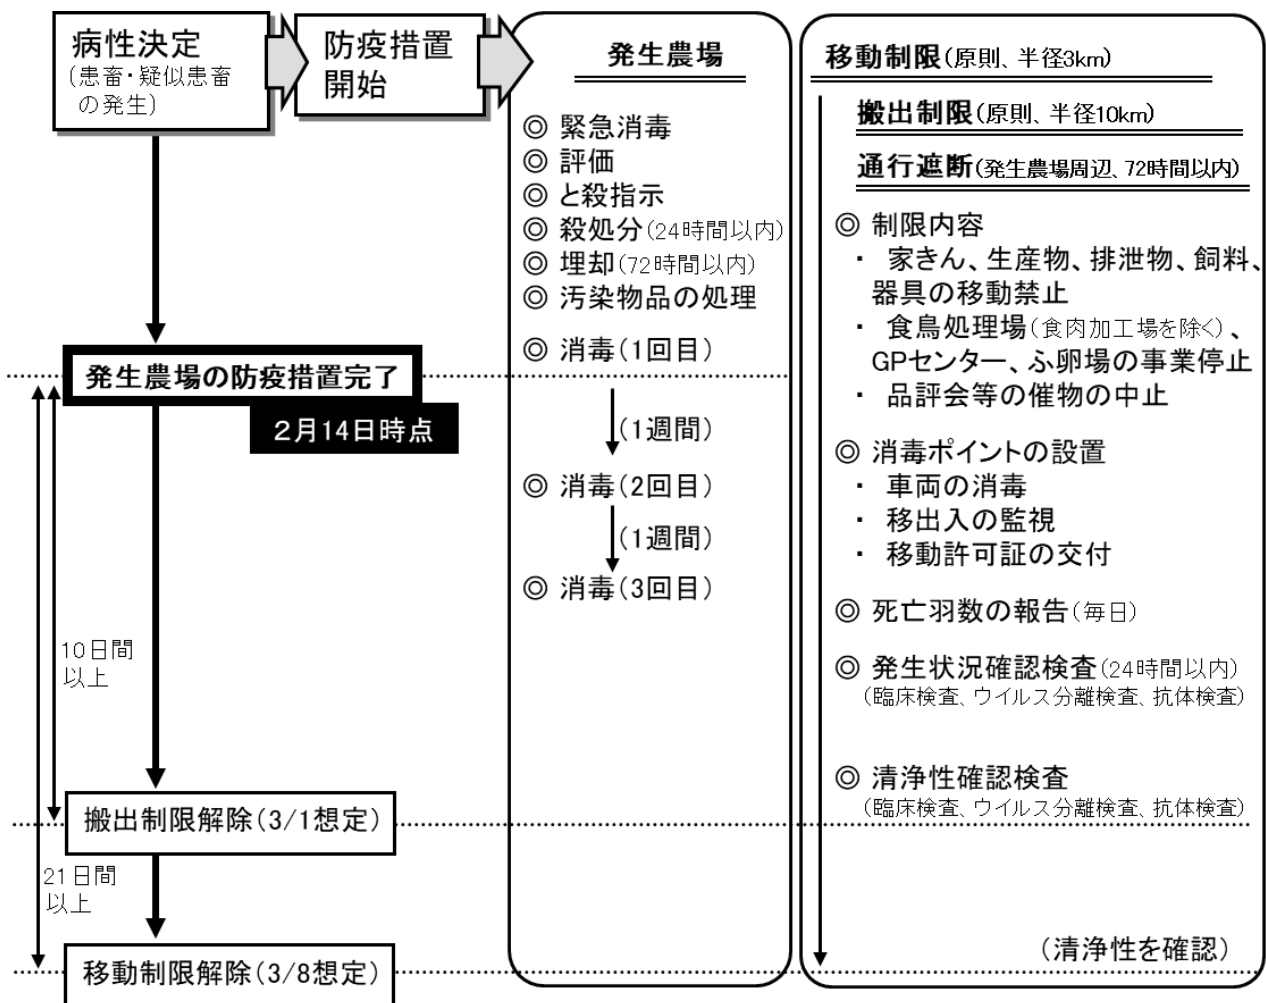 病性決定
(患畜・疑似患畜
の発生)
防疫措置
開始
発生農場の防疫措置完了
2月14日時点
10日間
以上
搬出制限解除(3/1想定)
21日間
以上
移動制限解除(3/8想定)
発生農場
◎ 緊急消毒
◎ 評価
◎ と殺指示
◎ 殺処分(24時間以内)
◎ 埋却(72時間以内)
◎ 汚染物品の処理
◎ 消毒(1回目)
(1週間)
◎ 消毒(2回目)
(1週間)
◎ 消毒(3回目)
移動制限(原則、半径3km)
搬出制限(原則、半径10km)
通行遮断(発生農場周辺、72時間以内)
◎ 制限内容
・ 家きん、生産物、排泄物、飼料、
器具の移動禁止
・ 食鳥処理場(食肉加工場を除く)、
GPセンター、ふ卵場の事業停止
・ 品評会等の催物の中止
◎ 消毒ポイントの設置
・ 車両の消毒
・ 移出入の監視
・ 移動許可証の交付
◎ 死亡羽数の報告(毎日)
◎ 発生状況確認検査(24時間以内)
(臨床検査、ウイルス分離検査、抗体検査)
◎ 清浄性確認検査
(臨床検査、ウイルス分離検査、抗体検査)
(清浄性を確認)